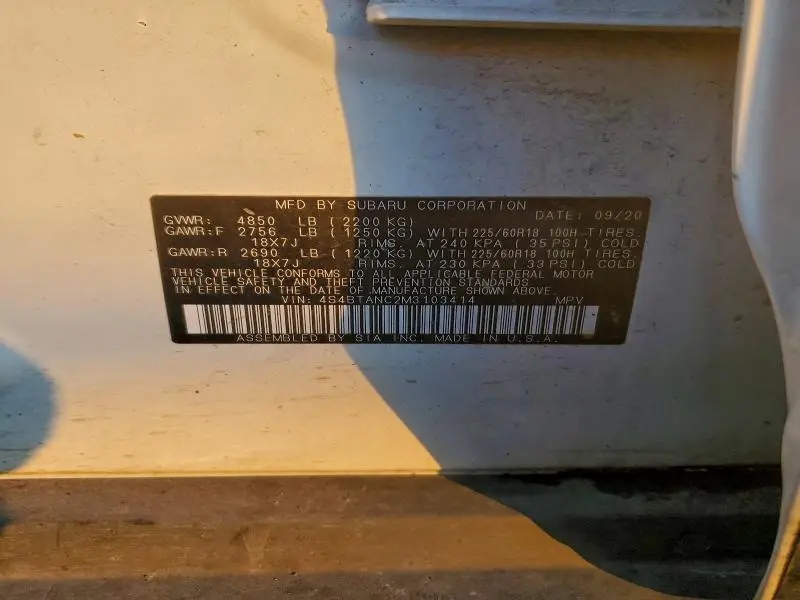 MFD BY SUBARU CORPORATION DATE: 09/20
GVWR: 4850 LB (2200 KG)
GAWR:F 2756 LB (1250 KG) WITH 225/60R18 100H TIRES.
18X7J RIMS. AT 240 KPA (35 PSI) COLD
GAWR:R 2690 LB (1220 KG) WITH 225/60R18 100H TIRES.
18X7J RIMS. AT 230 KPA (33 PSI) COLD
THIS VEHICLE CONFORMS TO ALL APPLICABLE FEDERAL MOTOR
VEHICLE SAFETY AND THEFT PREVENTION STANDARDS
IN EFFECT ON THE DATE OF MANUFACTURE SHOWN ABOVE.
VIN: 4S4BTANC2M3103414 MPV
ASSEMBLED BY SIA INC. MADE IN U.S.A.